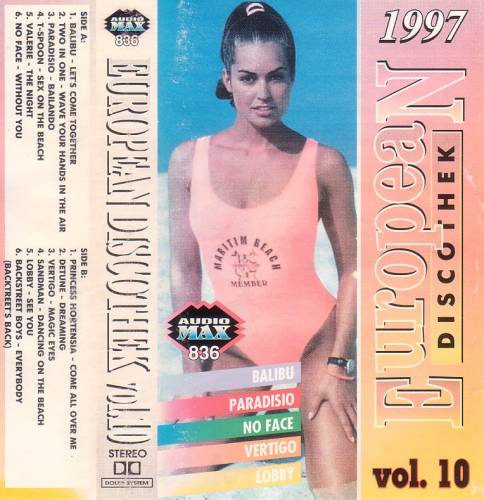 SIDE A:
1. BALIBU - LET'S COME TOGETHER
2. TWO IN ONE - WAVE YOUR HANDS IN THE AIR
3. PARADISIO - BAILANDO
4. T-SPOON - SEX ON THE BEACH
5. VALERIE - THE NIGHT
6. NO FACE - WITHOUT YOU
SIDE B:
1. PRINCESS HORTENSIA - COME ALL OVER ME
2. DETUNE - DREAMING
3. VERTIGO - MAGIC EYES
4. SANDMAN - DANCING ON THE BEACH
5. LOBBY - SEE YOU
6. BACKSTREET BOYS - EVERYBODY
(BACKTREET'S BACK)
AUDIO
MAX
836
EUROPEAN DISCOTHEK Vol.10
STEREO
DOLBY SYSTEM
MARITIM BEACH
MEMBER
AUDIO
MAX
836
BALIBU
PARADISIO
NO FACE
VERTIGO
LOBBY
1997
EuropeaN
DISCOTHEK
vol. 10